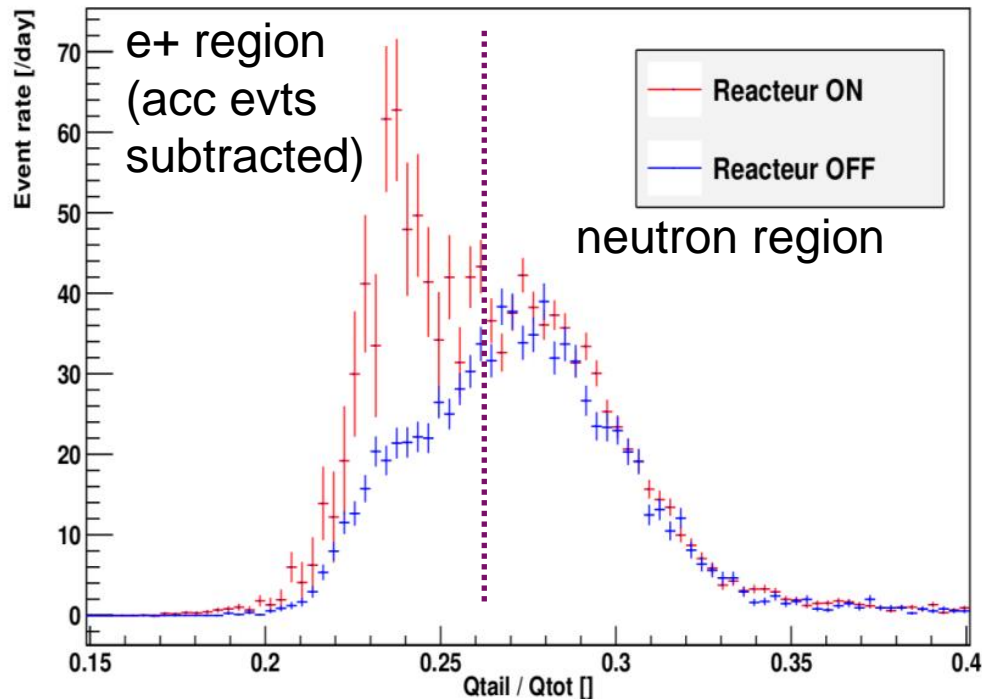 e+ region
(acc evts
subtracted)
Reacteur ON
Reacteur OFF
neutron region
Event rate [/day]
70
60
50
40
30
20
10
0
0.15
0.2
0.25
0.3
0.35
0.4
Qtail / Qtot []